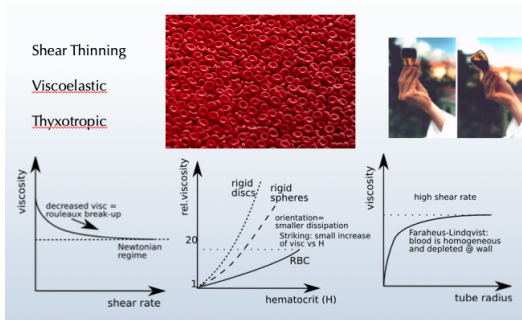 Shear Thinning
Viscoelastic
Thyxotropic
viscosity
decreased visc =
rouleaux break-up
Newtonian
regime
shear rate
rel.viscosity
rigid
discs
rigid
spheres
orientation=
smaller dissipation
Striking: small increase
of visc vs H
20
RBC
1
hematocrit (H)
viscosity
high shear rate
Faraheus-Lindqvist:
blood is homogeneous
and depleted @ wall
tube radius